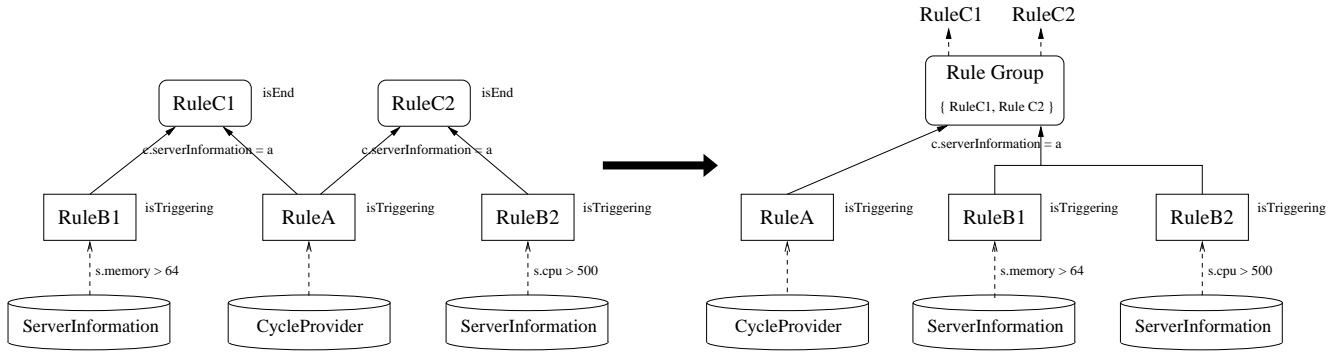 RuleC1 RuleC2
Rule Group
{ RuleC1, Rule C2 }
RuleC1 isEnd RuleC2 isEnd
c.serverInformation = a c.serverInformation = a c.serverInformation = a
RuleB1 isTriggering RuleA isTriggering RuleB2 isTriggering RuleA isTriggering RuleB1 isTriggering RuleB2 isTriggering
s.memory > 64 s.cpu > 500 s.memory > 64 s.cpu > 500
ServerInformation CycleProvider ServerInformation CycleProvider ServerInformation ServerInformation